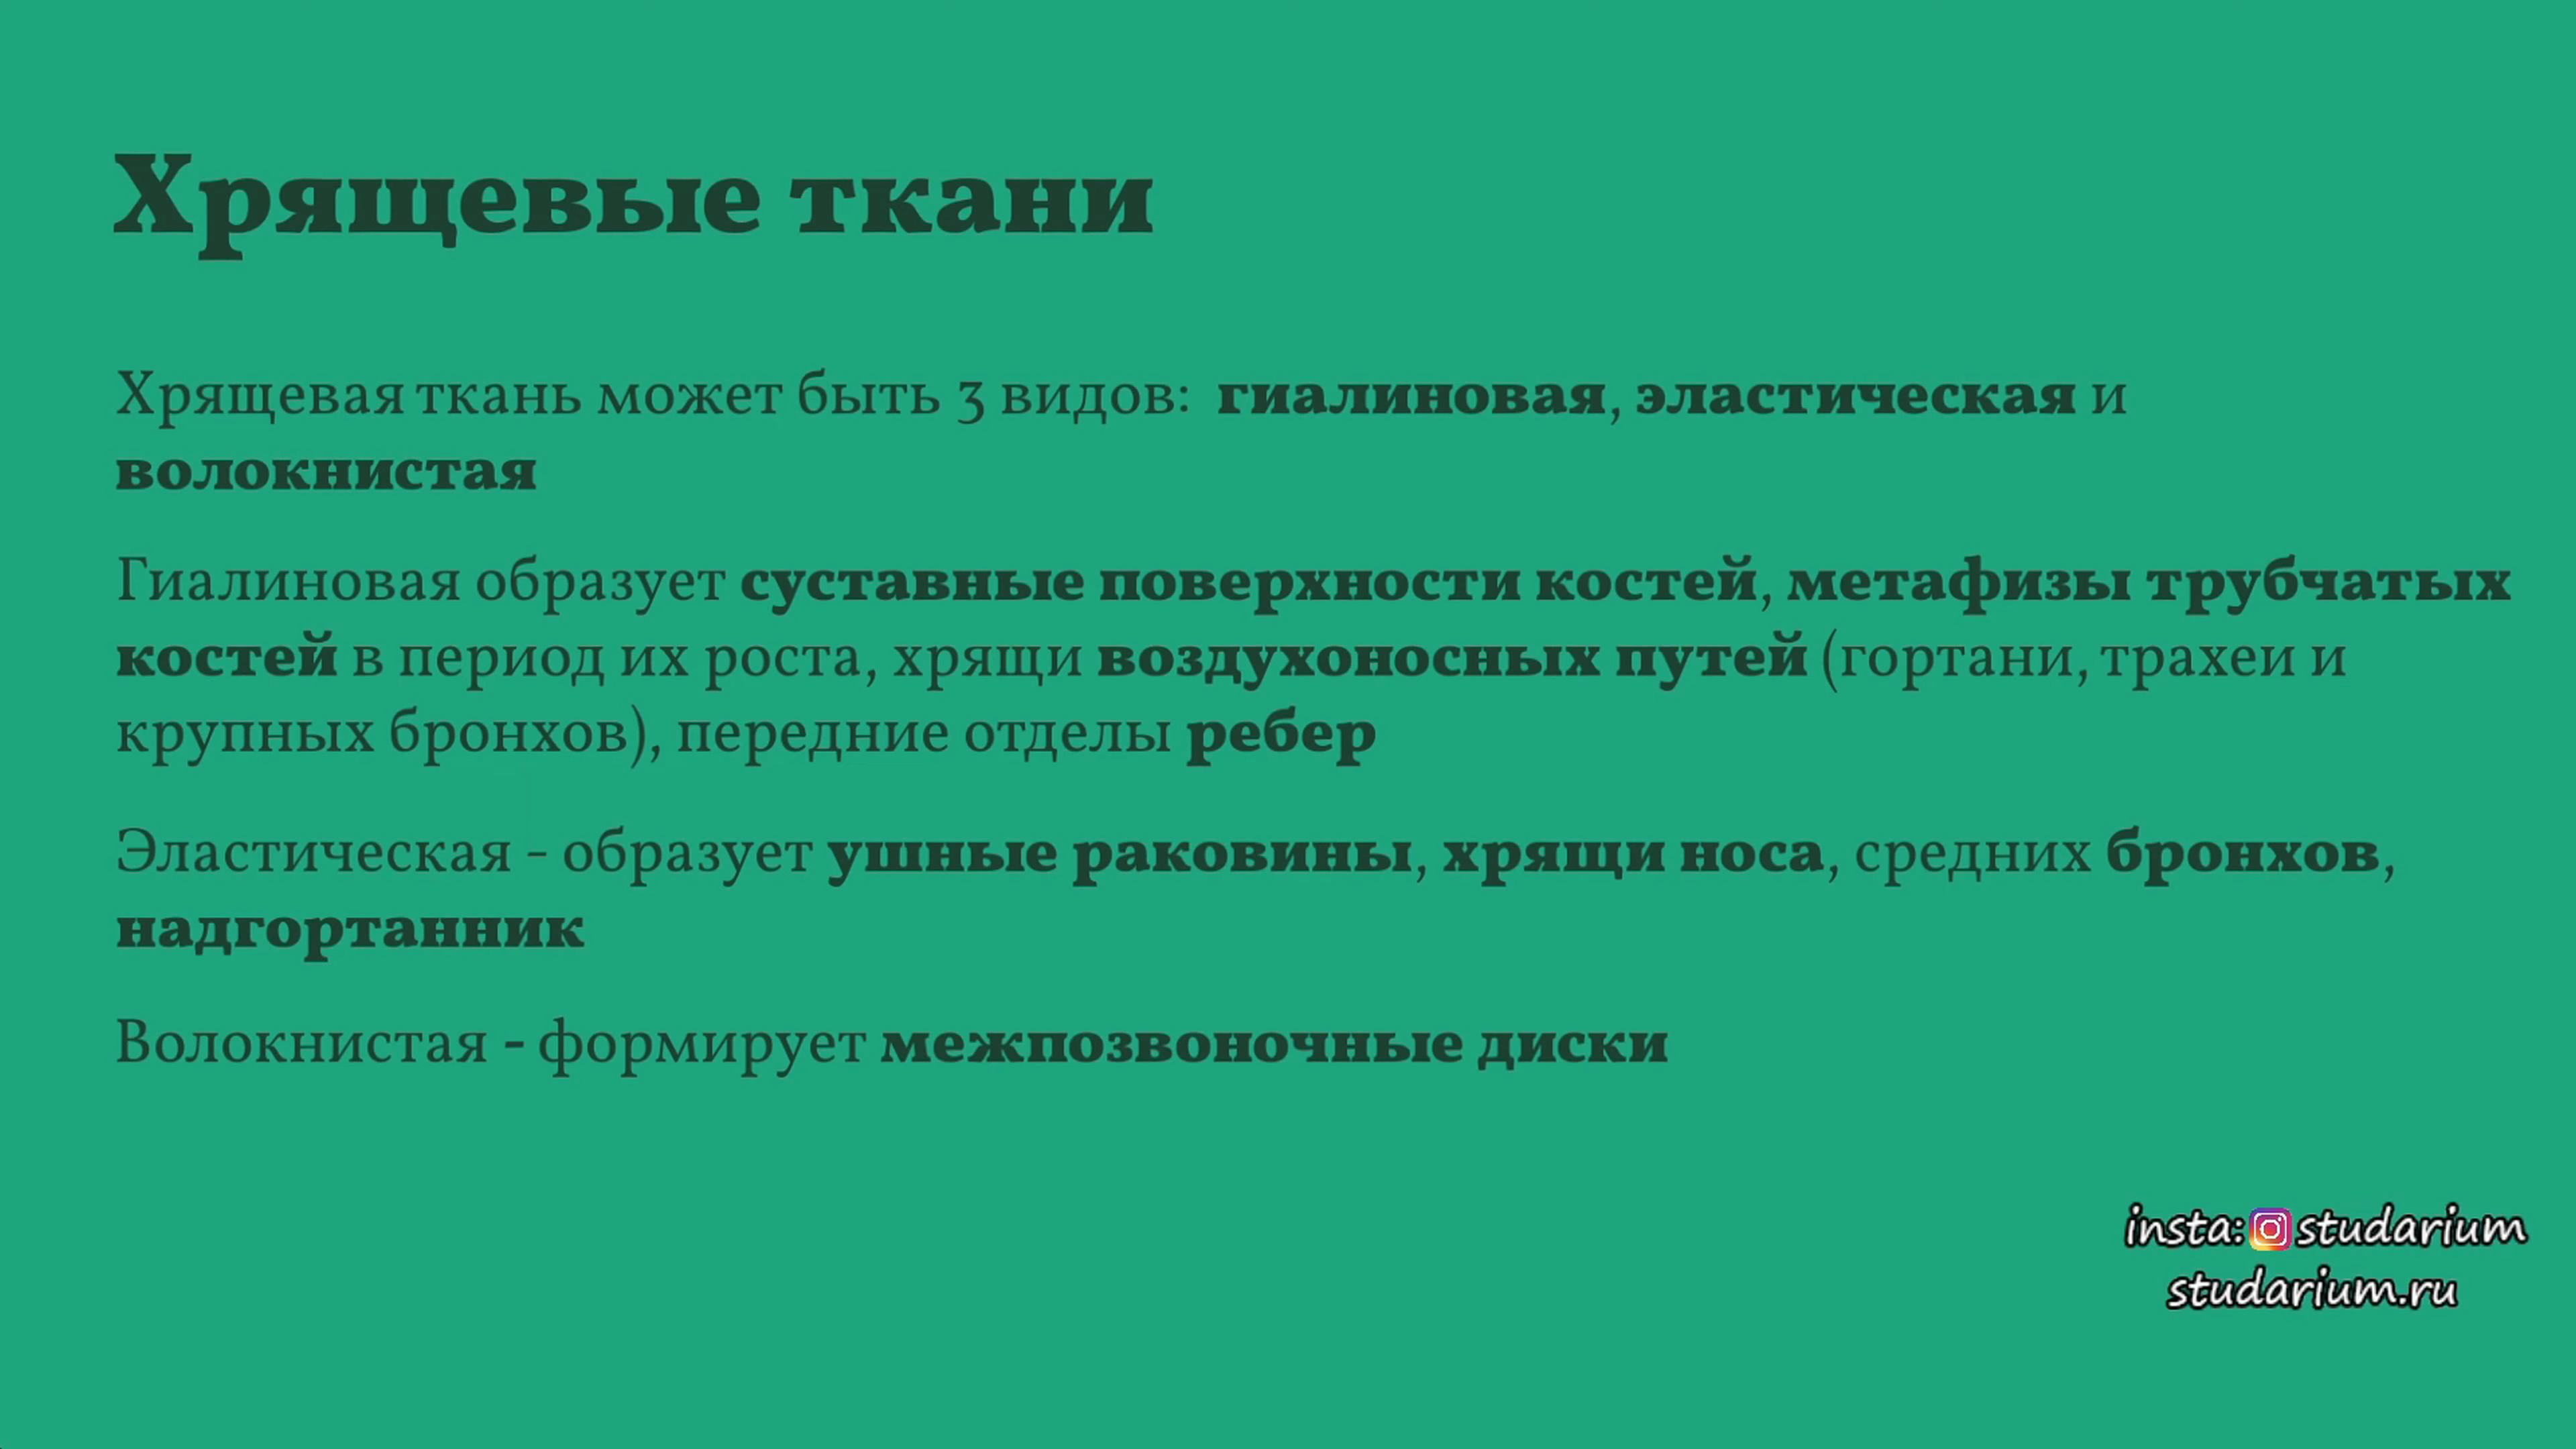 Хрящевые ткани
Хрящевая ткань может быть 3 видов: гиалиновая, эластическая и
волокнистая
Гиалиновая образует суставные поверхности костей, метафизы трубчатых
костей в период их роста, хрящи воздухоносных путей (гортани, трахеи и
крупных бронхов), передние отделы ребер
Эластическая - образует ушные раковины, хрящи носа, средних бронхов,
надгортанник
Волокнистая - формирует межпозвоночные диски
insta: studarium
studarium.ru